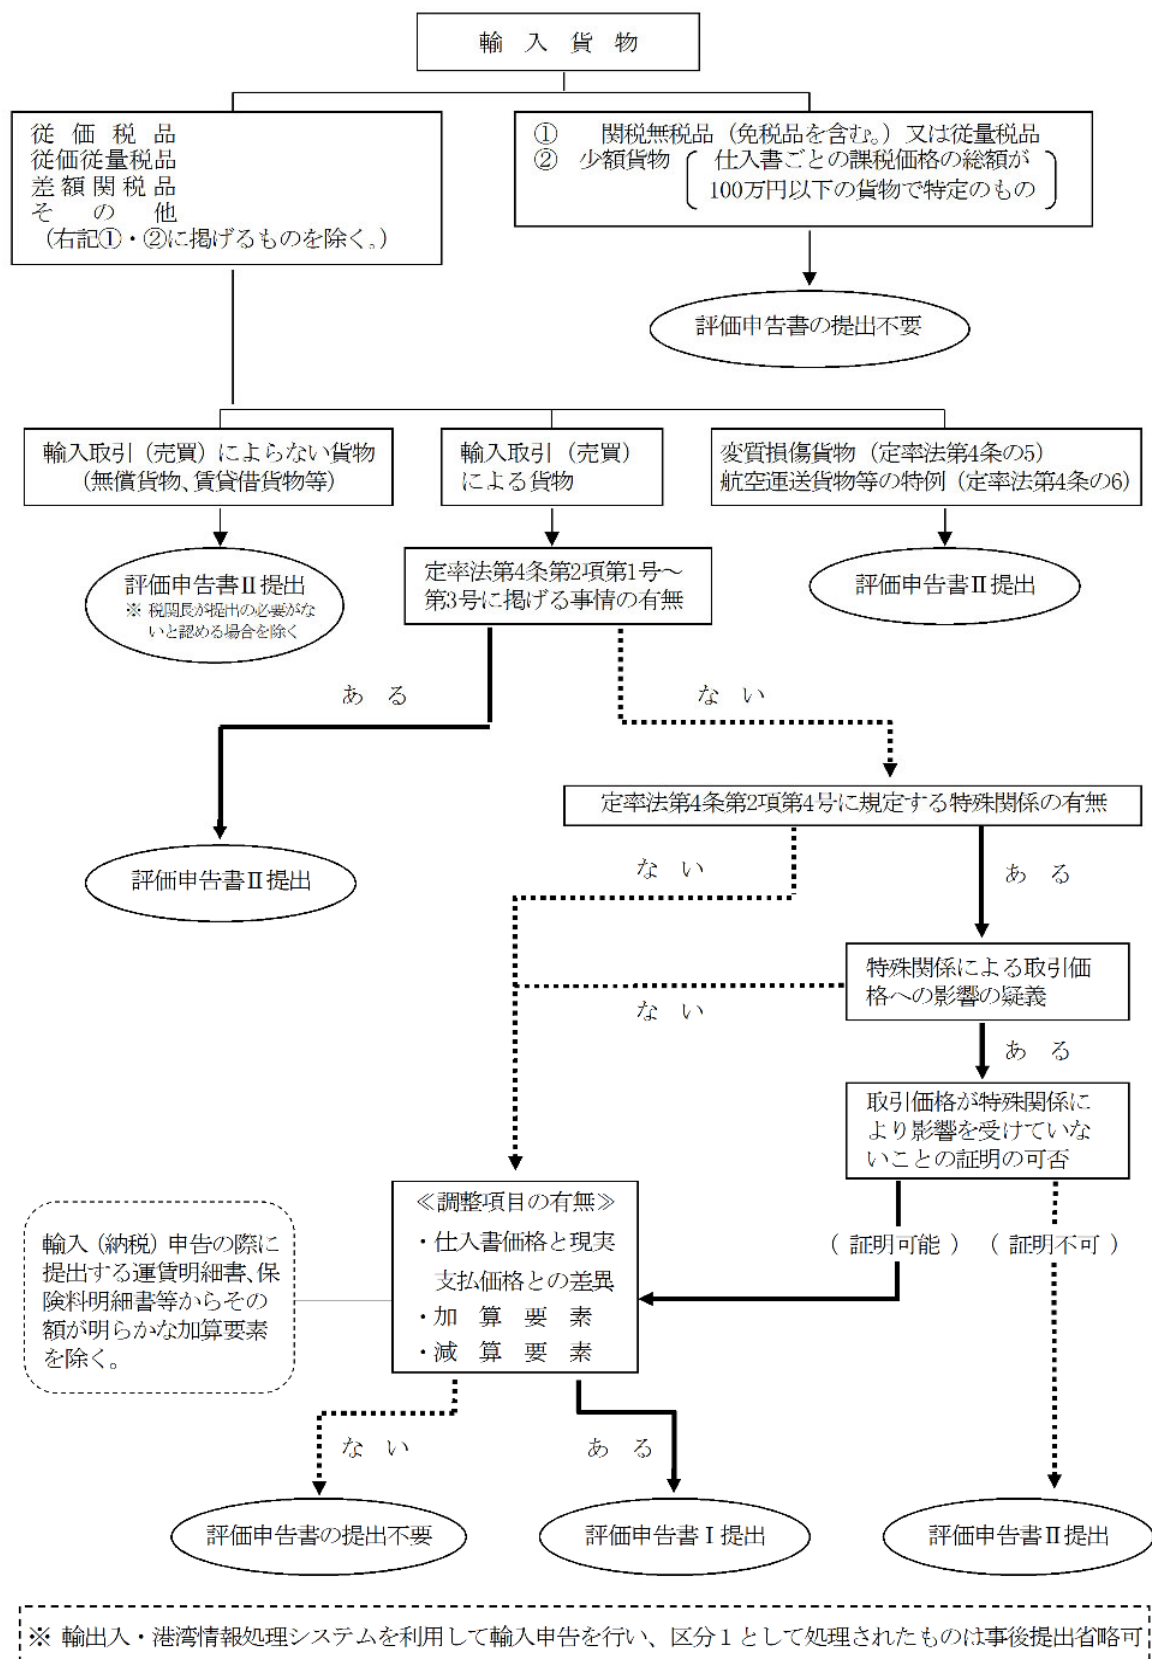 輸 入 貨 物
従 価 税 品
従価従量税品
差 額 関 税 品
そ の 他
（右記①・②に掲げるものを除く。）
① 関税無税品（免税品を含む。）又は従量税品
② 少額貨物 仕入書ごとの課税価格の総額が
100万円以下の貨物で特定のもの
評価申告書の提出不要
輸入取引（売買）によらない貨物
（無償貨物、賃貸借貨物等）
輸入取引（売買）
による貨物
変質損傷貨物（定率法第4条の5）
航空運送貨物等の特例（定率法第4条の6）
評価申告書Ⅱ提出
※ 税関長が提出の必要がな
いと認める場合を除く
定率法第4条第2項第1号～
第3号に掲げる事情の有無
評価申告書Ⅱ提出
あ る
な い
定率法第4条第2項第4号に規定する特殊関係の有無
評価申告書Ⅱ提出
な い
あ る
特殊関係による取引価
格への影響の疑義
な い
あ る
取引価格が特殊関係に
より影響を受けていな
いことの証明の可否
（ 証明可能 ）
（ 証明不可 ）
≪調整項目の有無≫
・仕入書価格と現実
支払価格との差異
・加 算 要 素
・減 算 要 素
輸入（納税）申告の際に
提出する運賃明細書、保
険料明細書等からその
額が明らかな加算要素
を除く。
な い
あ る
評価申告書の提出不要
評価申告書Ⅰ提出
評価申告書Ⅱ提出
※ 輸出入・港湾情報処理システムを利用して輸入申告を行い、区分１として処理されたものは事後提出省略可